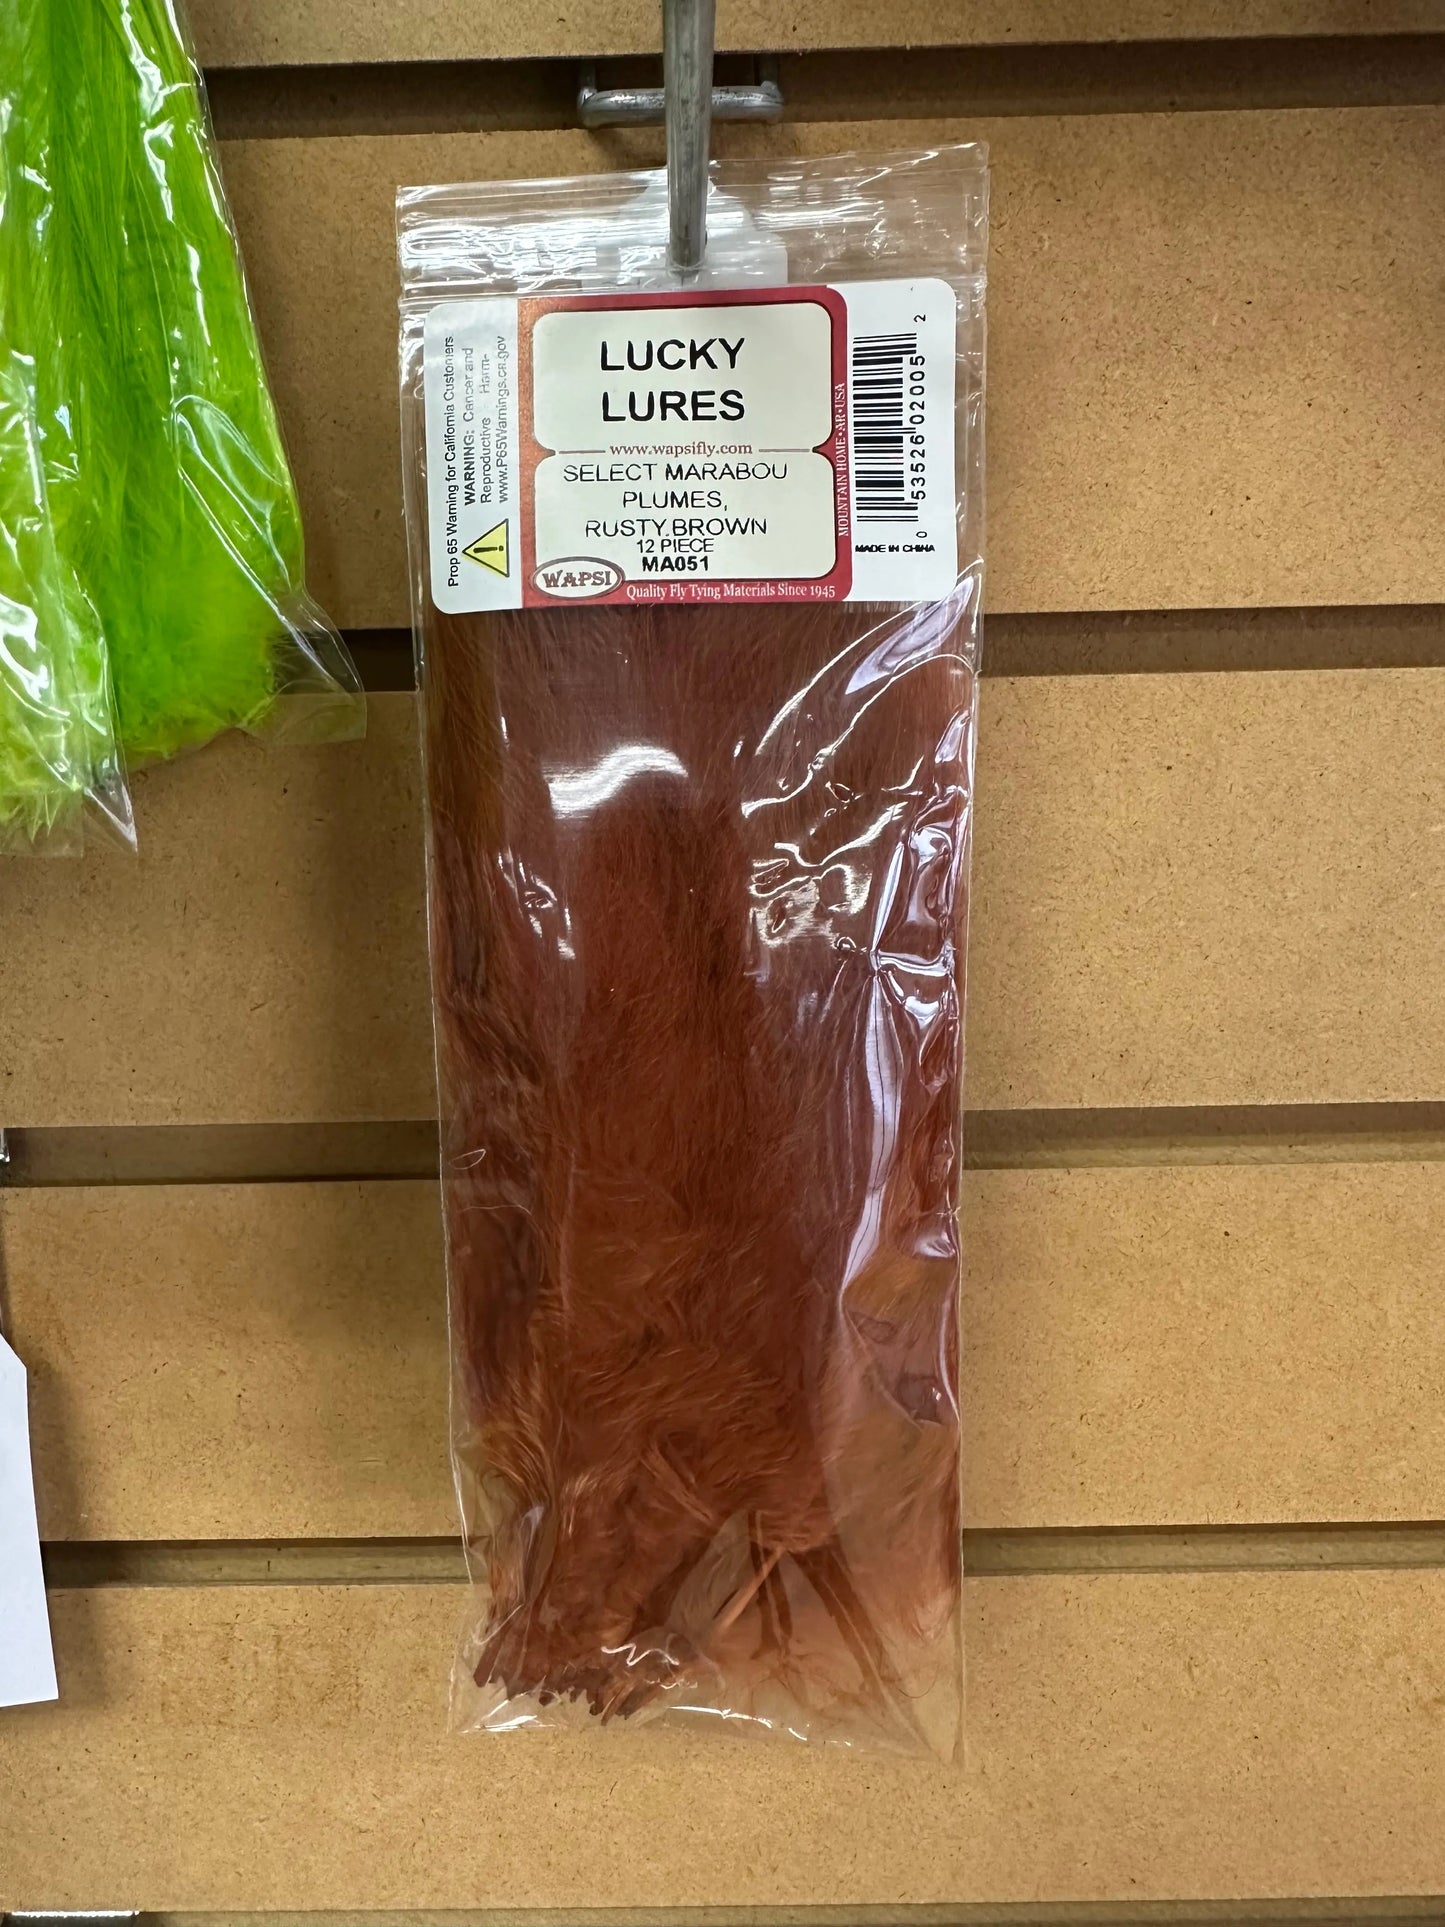 Prop 65 Warning for California Customers
WARNING: Cancer and
Reproductive Harm-
www.P65Warnings.ca.gov
LUCKY
LURES
www.wapsifly.com
SELECT MARABOU
PLUMES,
RUSTY.BROWN
12 PIECE
MA051
WAPSI
Quality Fly Tying Materials Since 1945
MOUNTAIN HOME·AR·USA
0 53526 02005 2
MADE IN CHINA